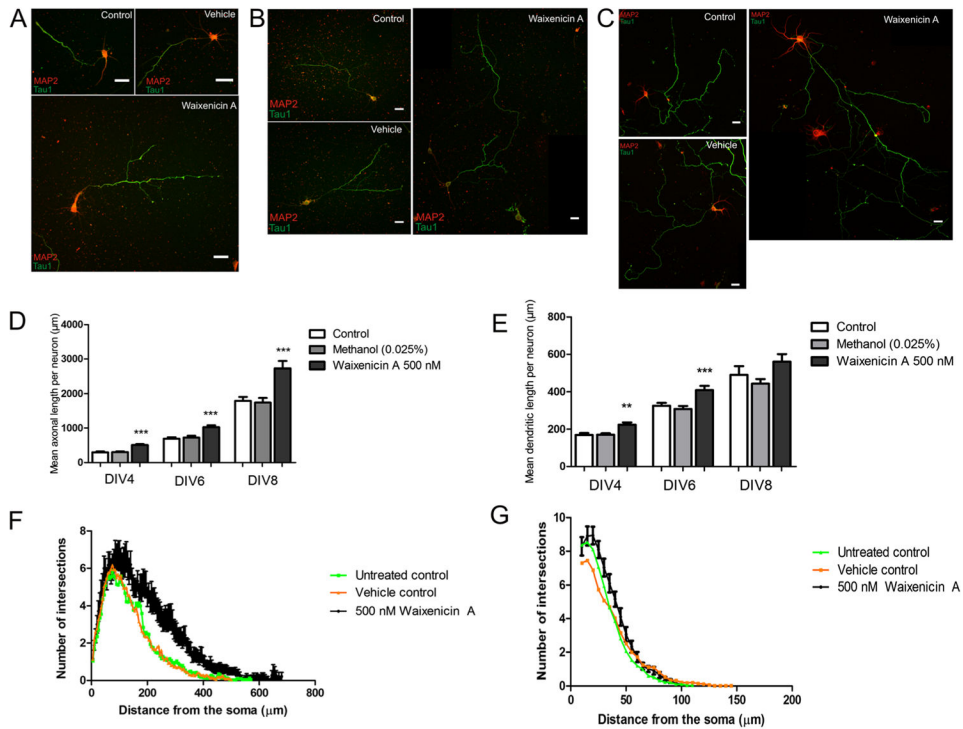 A
Control
MAP2
Tau1
Vehicle
MAP2
Tau1
Waixenicin A
MAP2
Tau1
B
Control
MAP2
Tau1
Vehicle
MAP2
Tau1
Waixenicin A
MAP2
Tau1
C
Control
MAP2
Tau1
Vehicle
MAP2
Tau1
Waixenicin A
MAP2
Tau1
D
Mean axonal length per neuron (μm)
4000
3000
2000
1000
0
***
***
***
DIV4 DIV6 DIV8
Control
Methanol (0.025%)
Waixenicin A 500 nM
E
Mean dendritic length per neuron (μm)
800
600
400
200
0
**
***
DIV4 DIV6 DIV8
Control
Methanol (0.025%)
Waixenicin A 500 nM
F
Number of intersections
8
6
4
2
0
0 200 400 600 800
Distance from the soma (μm)
Untreated control
Vehicle control
500 nM Waixenicin A
G
Number of intersections
10
8
6
4
2
0
0 50 100 150 200
Distance from the soma (μm)
Untreated control
Vehicle control
500 nM Waixenicin A